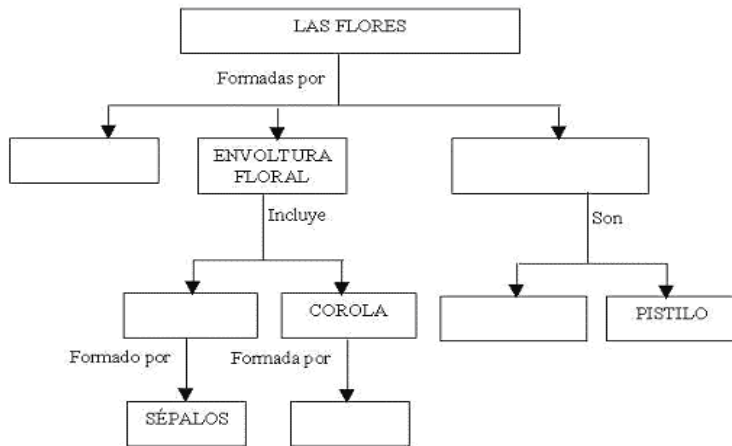 LAS FLORES
Formadas por
ENVOLTURA
FLORAL
Incluye
Son
COROLA
PISTILO
Formado por
Formada por
SÉPALOS